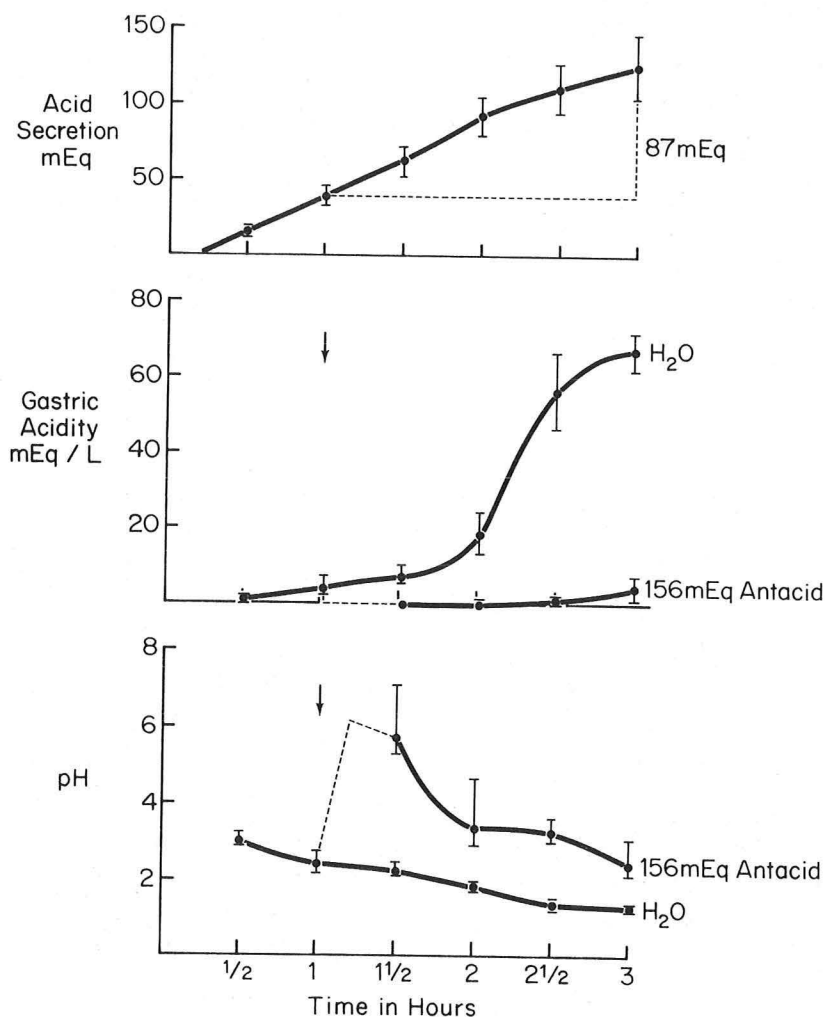 150
100
50
Acid
Secretion
mEq
87mEq
80
60
40
20
Gastric
Acidity
mEq / L
H₂O
156mEq Antacid
8
6
4
2
pH
156mEq Antacid
H₂O
1/2
1
1 1/2
2
2 1/2
3
Time in Hours